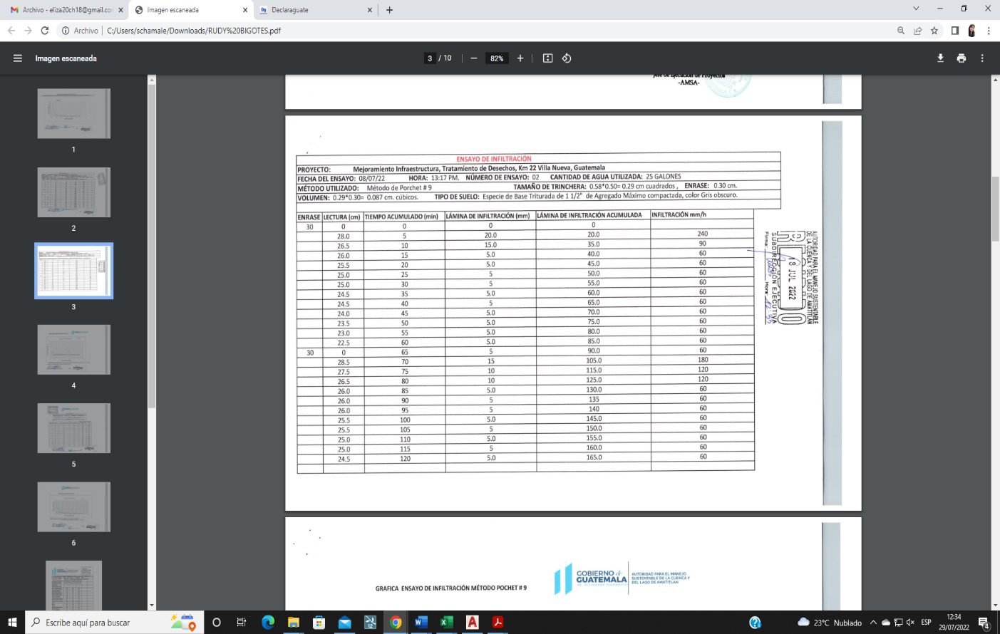 Archivo - eliza20ch18@gmail.con
Imagen escaneada
Declaraguate
Archivo
C:/Users/schamale/Downloads/RUDY%20BIGOTES.pdf
Imagen escaneada
3 / 10
82%
1
2
3
4
5
6
Jefe de Ejecución de Proyectos
-AMSA-
ENSAYO DE INFILTRACIÓN
PROYECTO: Mejoramiento Infraestructura, Tratamiento de Desechos, Km 22 Villa Nueva, Guatemala
FECHA DEL ENSAYO: 08/07/22 HORA: 13:17 PM. NÚMERO DE ENSAYO: 02 CANTIDAD DE AGUA UTILIZADA: 25 GALONES
MÉTODO UTILIZADO: Método de Porchet # 9 TAMAÑO DE TRINCHERA: 0.58*0.50= 0.29 cm cuadrados , ENRASE: 0.30 cm.
VOLUMEN: 0.29*0.30= 0.087 cm. cúbicos. TIPO DE SUELO: Especie de Base Triturada de 1 1/2" de Agregado Máximo compactada, color Gris obscuro.
ENRASE LECTURA (cm) TIEMPO ACUMULADO (min) LÁMINA DE INFILTRACIÓN (mm) LÁMINA DE INFILTRACIÓN ACUMULADA INFILTRACIÓN mm/h
30 0 0 0 0
28.0 5 20.0 20.0 240
26.5 10 15.0 35.0 90
26.0 15 5.0 40.0 60
25.5 20 5.0 45.0 60
25.0 25 5 50.0 60
25.0 30 5 55.0 60
24.5 35 5.0 60.0 60
24.5 40 5 65.0 60
24.0 45 5.0 70.0 60
23.5 50 5.0 75.0 60
23.0 55 5.0 80.0 60
22.5 60 5.0 85.0 60
30 0 65 5 90.0 60
28.5 70 15 105.0 180
27.5 75 10 115.0 120
26.5 80 10 125.0 120
26.0 85 5.0 130.0 60
26.0 90 5 135 60
26.0 95 5 140 60
25.5 100 5.0 145.0 60
25.5 105 5 150.0 60
25.0 110 5.0 155.0 60
25.0 115 5 160.0 60
24.5 120 5.0 165.0 60
AUTORIDAD PARA EL MANEJO SUSTENTABLE
DE LA CUENCA Y DEL LAGO DE AMATITLÁN
18 JUL 2022
SUBDIRECCIÓN EJECUTIVA
Firma: Hora
GRAFICA ENSAYO DE INFILTRACIÓN MÉTODO POCHET # 9
GOBIERNO de
GUATEMALA
AUTORIDAD PARA EL MANEJO
SUSTENTABLE DE LA CUENCA Y
DEL LAGO DE AMATITLAN
Escribe aquí para buscar
23°C Nublado
ESP
12:34
29/07/2022
4